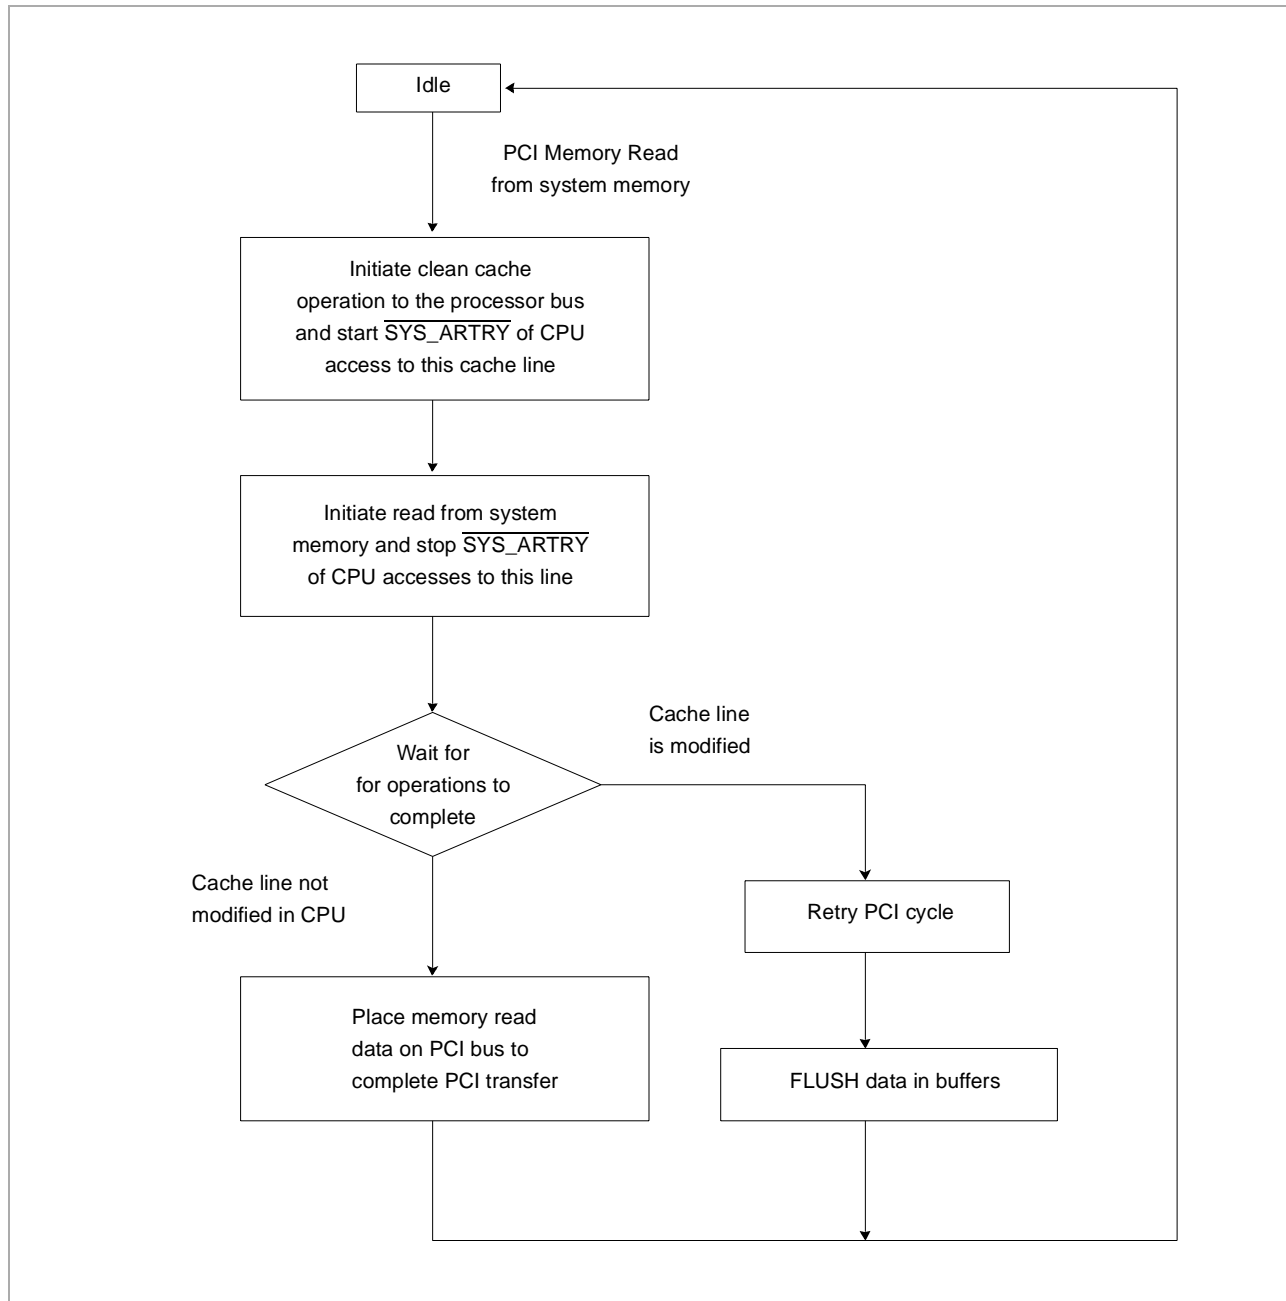 Idle
PCI Memory Read
from system memory
Initiate clean cache
operation to the processor bus
and start SYS_ARTRY of CPU
access to this cache line
Initiate read from system
memory and stop SYS_ARTRY
of CPU accesses to this line
Wait for
for operations to
complete
Cache line
is modified
Cache line not
modified in CPU
Retry PCI cycle
Place memory read
data on PCI bus to
complete PCI transfer
FLUSH data in buffers